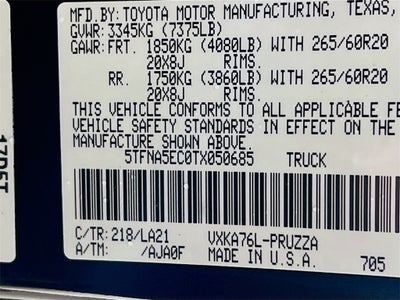 MFD.BY: TOYOTA MOTOR MANUFACTURING, TEXAS,
GVWR: 3345KG (7375LB)
GAWR: FRT. 1850KG (4080LB) WITH 265/60R20
20X8J RIMS.
RR. 1750KG (3860LB) WITH 265/60R20
20X8J RIMS.
THIS VEHICLE CONFORMS TO ALL APPLICABLE FE
VEHICLE SAFETY STANDARDS IN EFFECT ON THE
MANUFACTURE SHOWN ABOVE.
5TFNA5EC0TX050685 TRUCK
C/TR: 218/LA21 VXKA76L-PRUZZA
A/TM: /AJA0F MADE IN U.S.A. 705